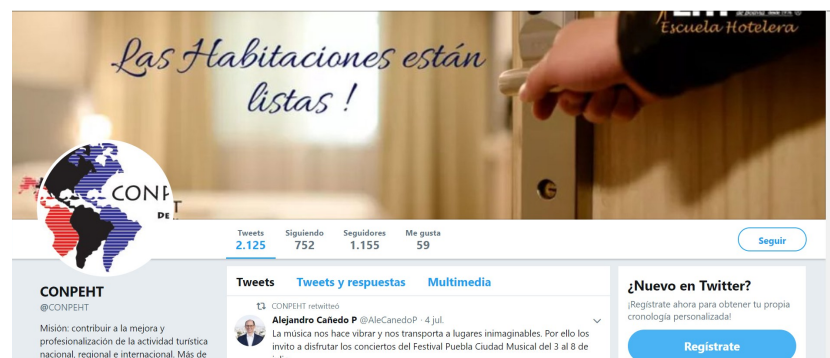 Escuela Hotelera
Las Habitaciones están
listas !
CONP
DE
Tweets
2.125
Siguiendo
752
Seguidores
1.155
Me gusta
59
Seguir
CONPEHT
@CONPEHT
Misión: contribuir a la mejora y
profesionalización de la actividad turística
nacional, regional e internacional. Más de
Tweets Tweets y respuestas Multimedia
CONPEHT retwitteó
Alejandro Cañedo P @AleCanedoP · 4 jul.
La música nos hace vibrar y nos transporta a lugares inimaginables. Por ello los
invito a disfrutar los conciertos del Festival Puebla Ciudad Musical del 3 al 8 de
¿Nuevo en Twitter?
¡Regístrate ahora para obtener tu propia
cronología personalizada!
Regístrate